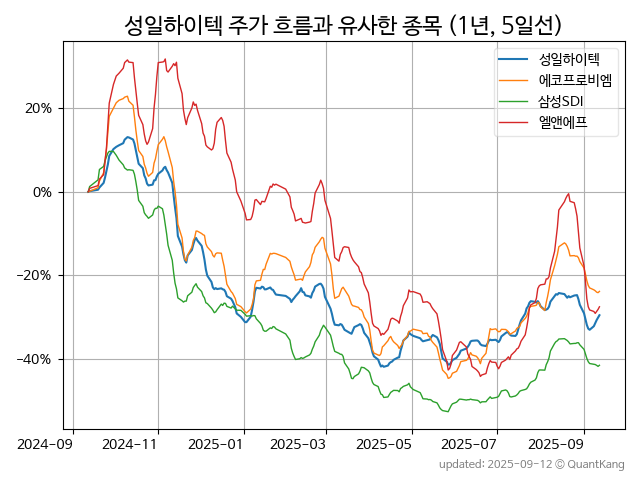 성일하이텍 주가 흐름과 유사한 종목 (1년, 5일선)
성일하이텍
에코프로비엠
삼성SDI
엘앤에프
20%
0%
−20%
−40%
2024-09 2024-11 2025-01 2025-03 2025-05 2025-07 2025-09
updated: 2025-09-12 © QuantKang